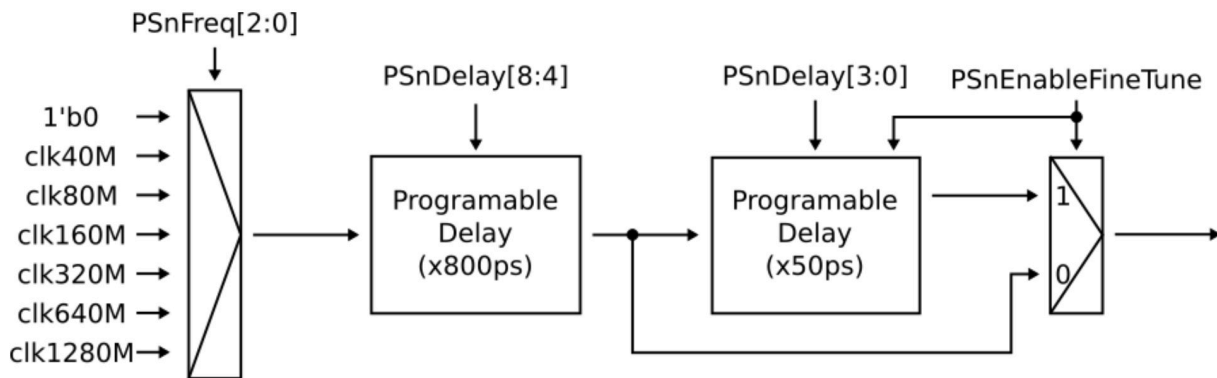 PSnFreq[2:0]
PSnDelay[8:4]
PSnDelay[3:0]
PSnEnableFineTune
1'b0
clk40M
clk80M
clk160M
clk320M
clk640M
clk1280M
Programable
Delay
(x800ps)
Programable
Delay
(x50ps)
1
0